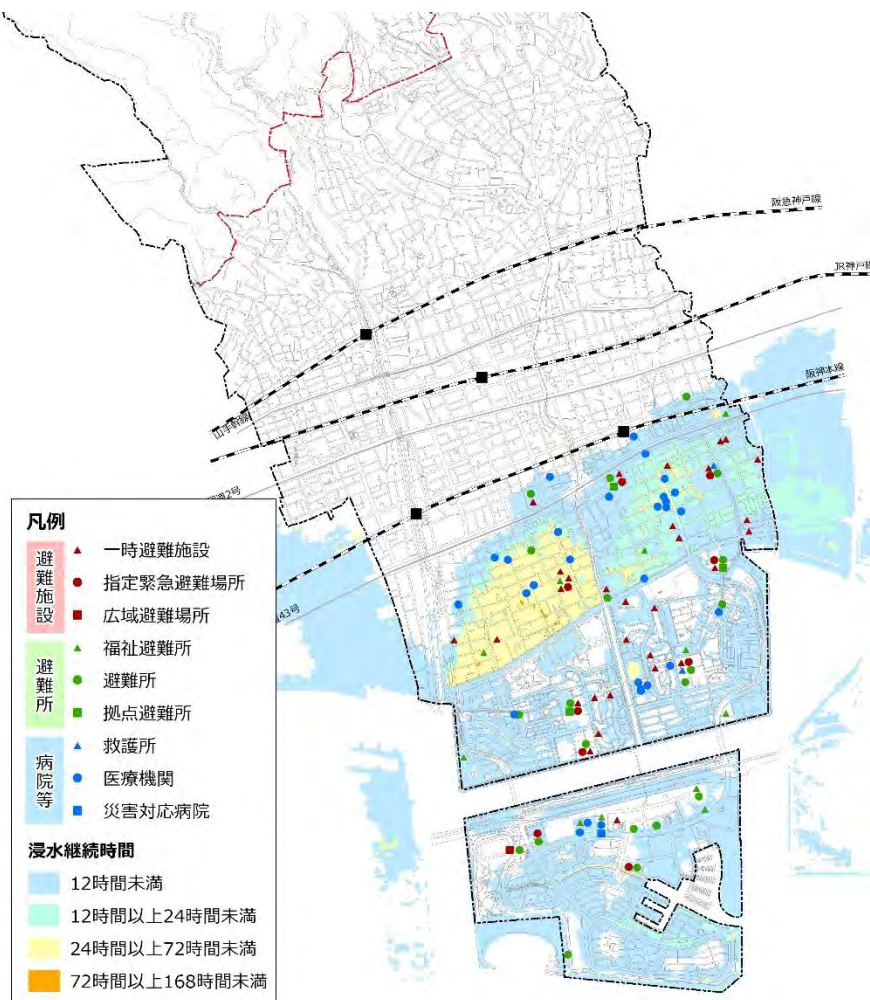 阪急神戸線
JR神戸線
阪神本線
山手幹線
道2号
43号
凡例
避難施設
一時避難施設
指定緊急避難場所
広域避難場所
避難所
福祉避難所
避難所
拠点避難所
病院等
救護所
医療機関
災害対応病院
浸水継続時間
12時間未満
12時間以上24時間未満
24時間以上72時間未満
72時間以上168時間未満